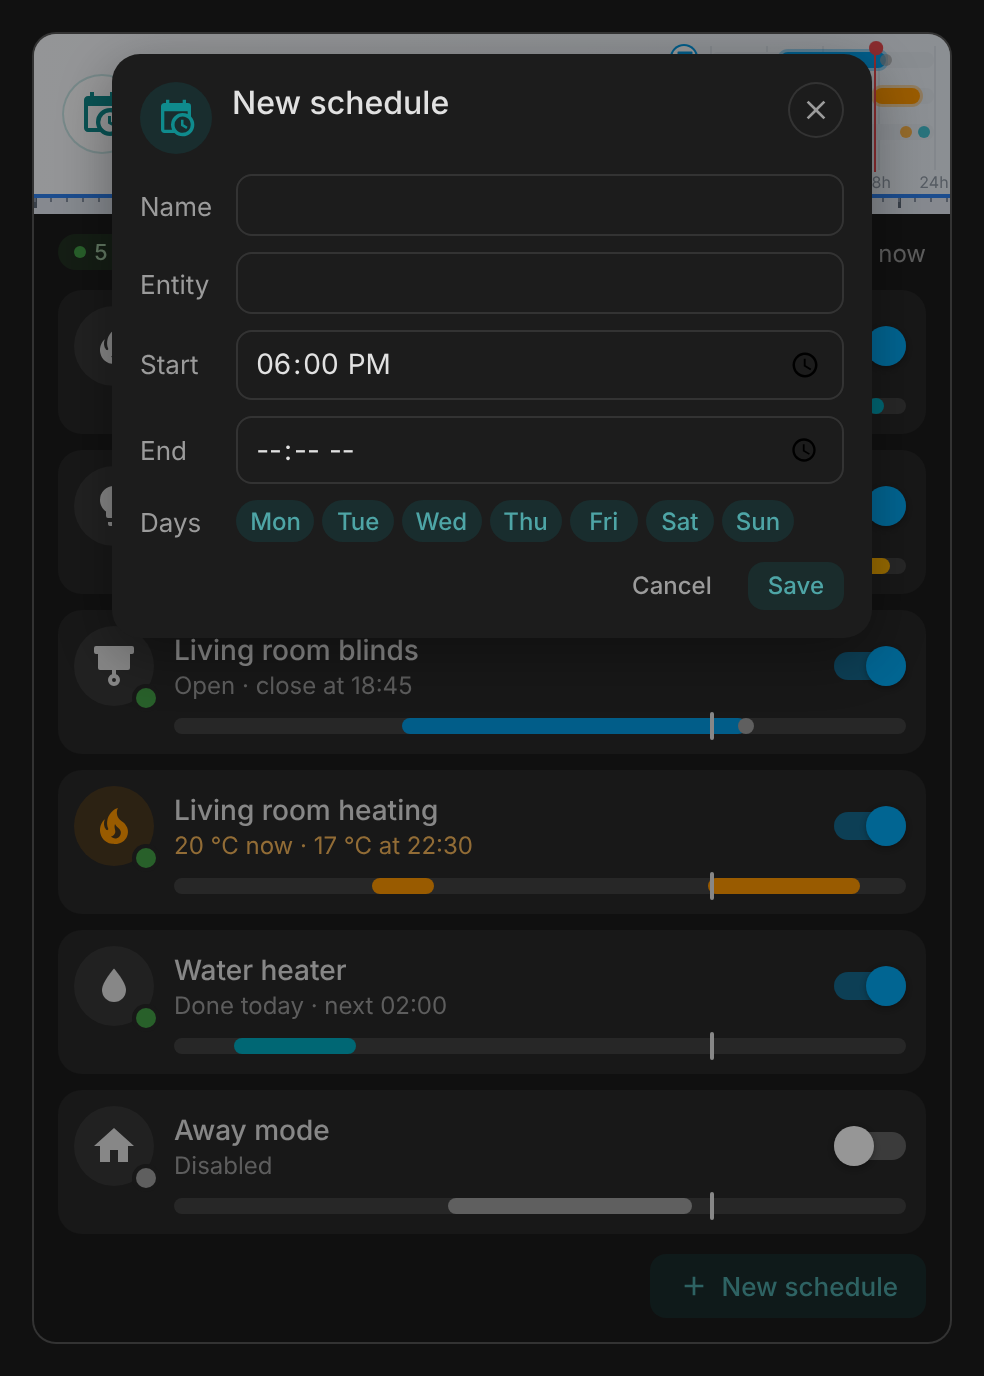 New schedule
8h 24h
5 now
Name
Entity
Start 06:00 PM
End --:-- --
Days Mon Tue Wed Thu Fri Sat Sun
Cancel Save
Living room blinds
Open · close at 18:45
Living room heating
20 °C now · 17 °C at 22:30
Water heater
Done today · next 02:00
Away mode
Disabled
+ New schedule